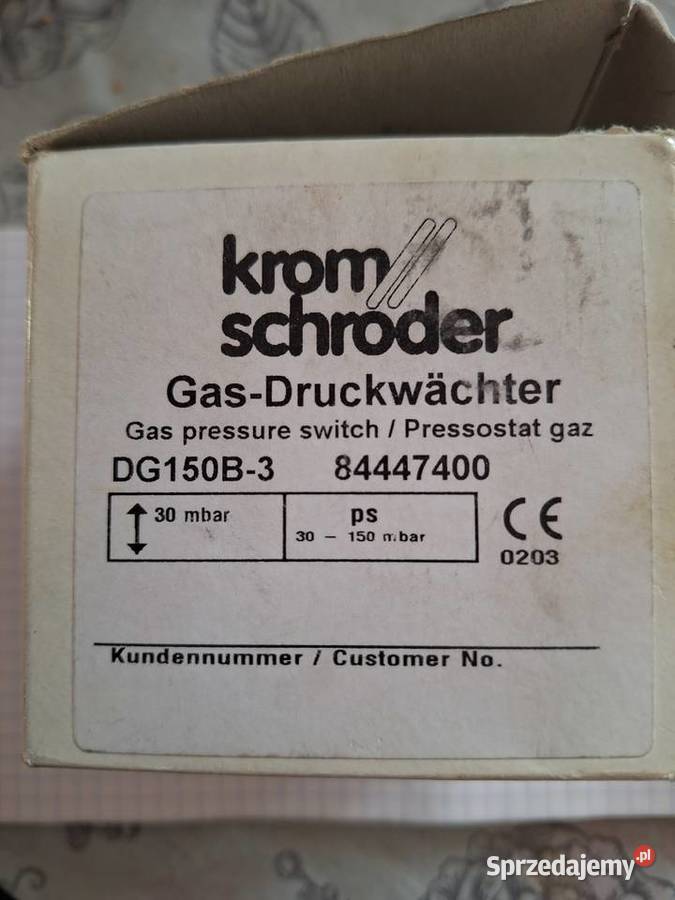 krom
schroder
Gas-Druckwächter
Gas pressure switch / Pressostat gaz
DG150B-3 84447400
30 mbar
ps
30 – 150 mbar
CE
0203
Kundennummer / Customer No.
Sprzedajemy.pl